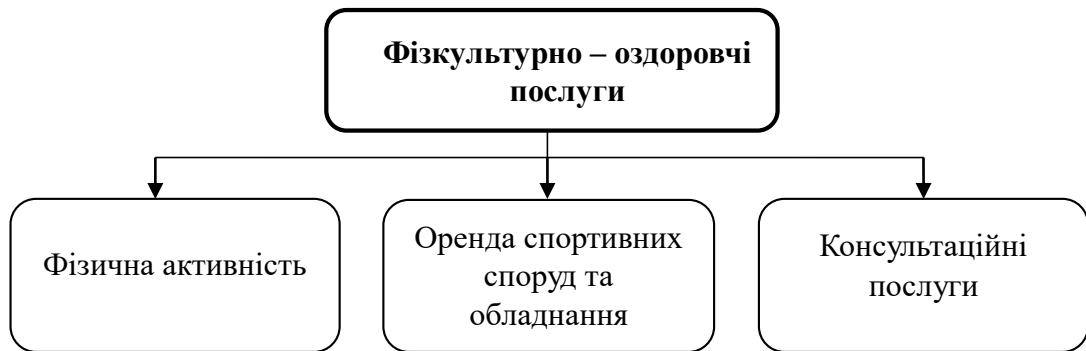 Фізкультурно – оздоровчі
послуги
Фізична активність
Оренда спортивних
споруд та
обладнання
Консультаційні
послуги